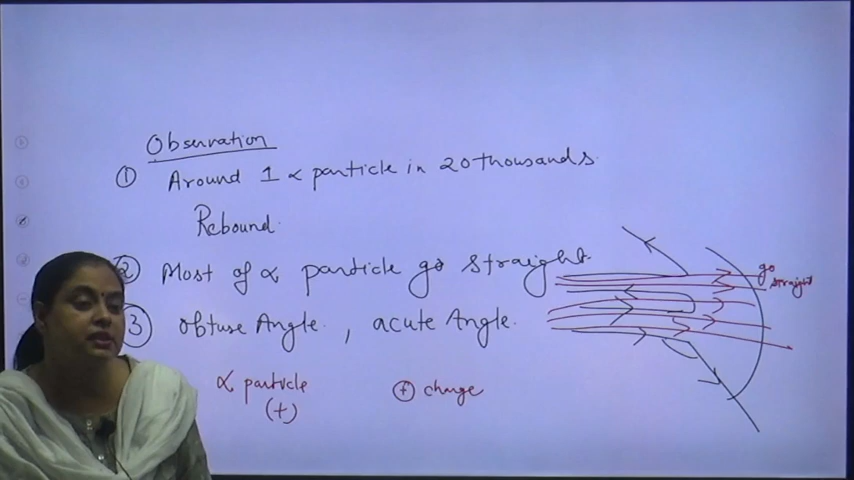 Observation
① Around 1 α particle in 20 thousands.
Rebound.
② Most of α particle go straight.
③ Obtuse Angle , acute Angle.
go straight
α particle ⊕ charge
(+)